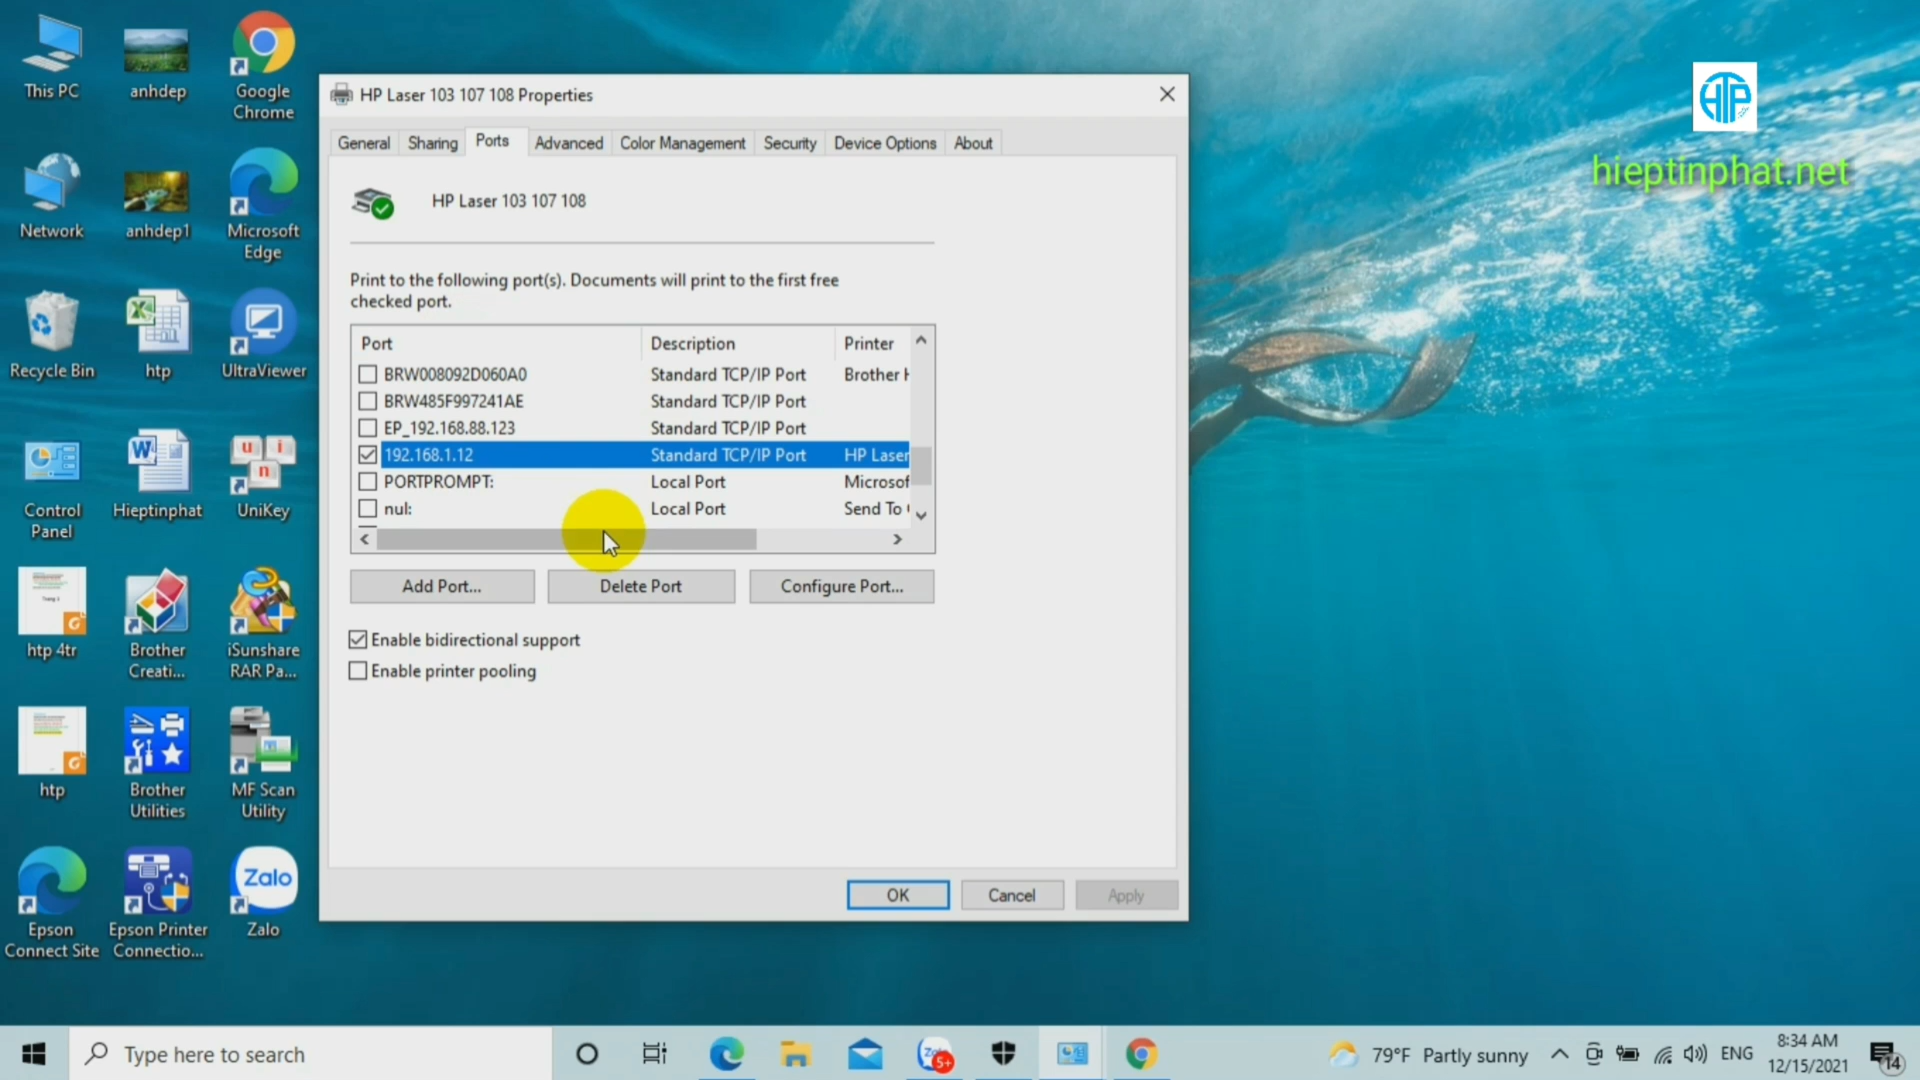 This PC
anhdep
Google
Chrome
Network
anhdep1
Microsoft
Edge
Recycle Bin
htp
UltraViewer
Control
Panel
Hieptinphat
u i
n
UniKey
htp 4tr
Brother
Creati...
iSunshare
RAR Pa...
htp
Brother
Utilities
MF Scan
Utility
Epson
Connect Site
Epson Printer
Connectio...
Zalo
Zalo
HP Laser 103 107 108 Properties
General Sharing Ports Advanced Color Management Security Device Options About
HP Laser 103 107 108
Print to the following port(s). Documents will print to the first free
checked port.
Port Description Printer
BRW008092D060A0 Standard TCP/IP Port Brother
BRW485F997241AE Standard TCP/IP Port
EP_192.168.88.123 Standard TCP/IP Port
192.168.1.12 Standard TCP/IP Port HP Laser
PORTPROMPT: Local Port Microsof
nul: Local Port Send To
Add Port... Delete Port Configure Port...
Enable bidirectional support
Enable printer pooling
OK Cancel Apply
HTP
hieptinphat.net
Type here to search
5+
79°F Partly sunny
ENG
8:34 AM
12/15/2021
14